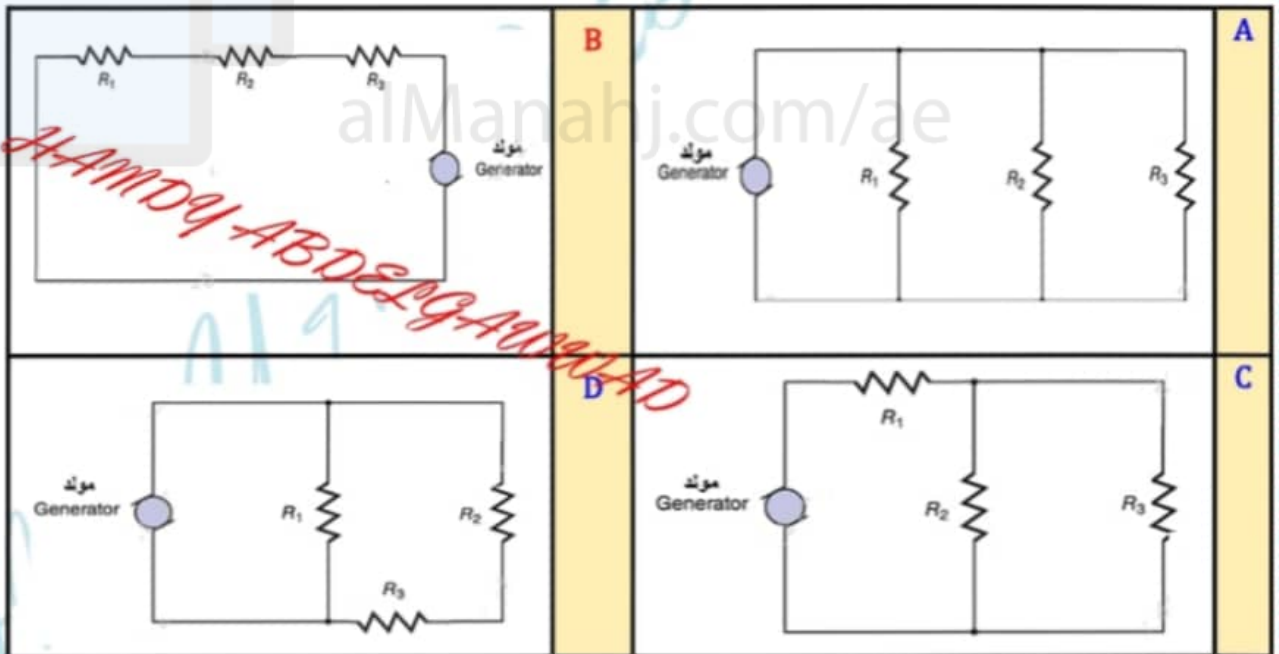 B
R₁
R₂
R₃
مولد
Generator
A
مولد
Generator
R₁
R₂
R₃
alManahj.com/ae
HAMDY ABDELGAWWAD
D
مولد
Generator
R₁
R₂
R₃
C
R₁
مولد
Generator
R₂
R₃